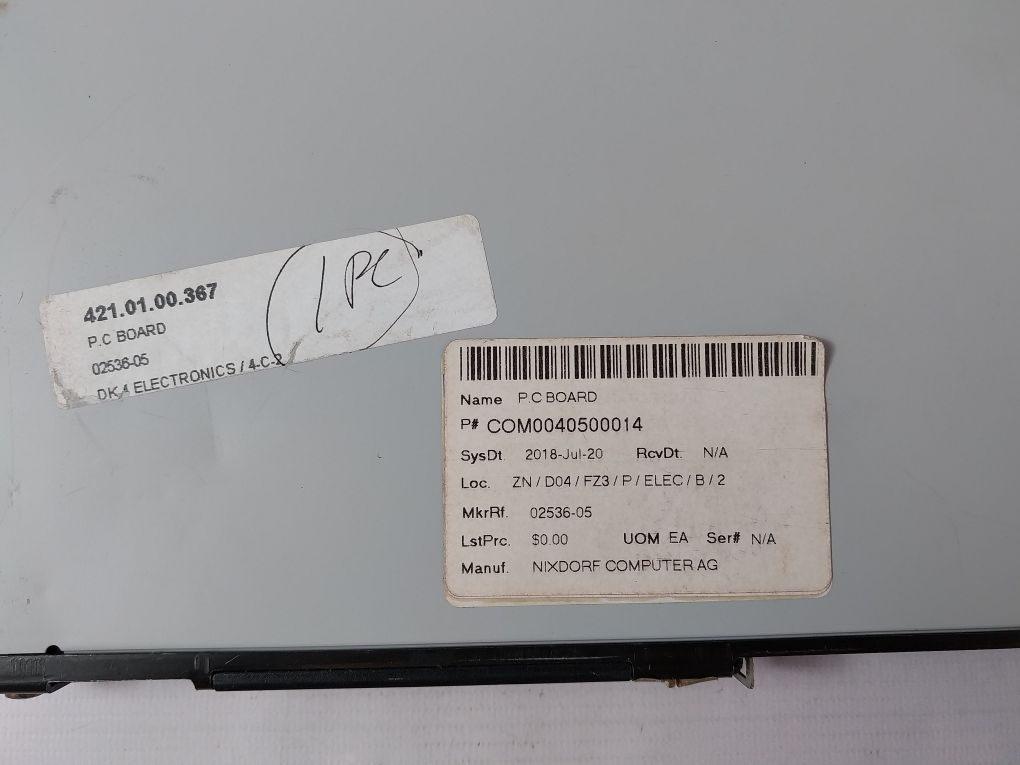 421.01.00.367
P.C BOARD
02536-05
DK4 ELECTRONICS / 4-C-2
1 PC
Name P.C BOARD
P# COM0040500014
SysDt. 2018-Jul-20 RcvDt. N/A
Loc. ZN / D04 / FZ3 / P / ELEC / B / 2
MkrRf. 02536-05
LstPrc. $0.00 UOM EA Ser# N/A
Manuf. NIXDORF COMPUTER AG